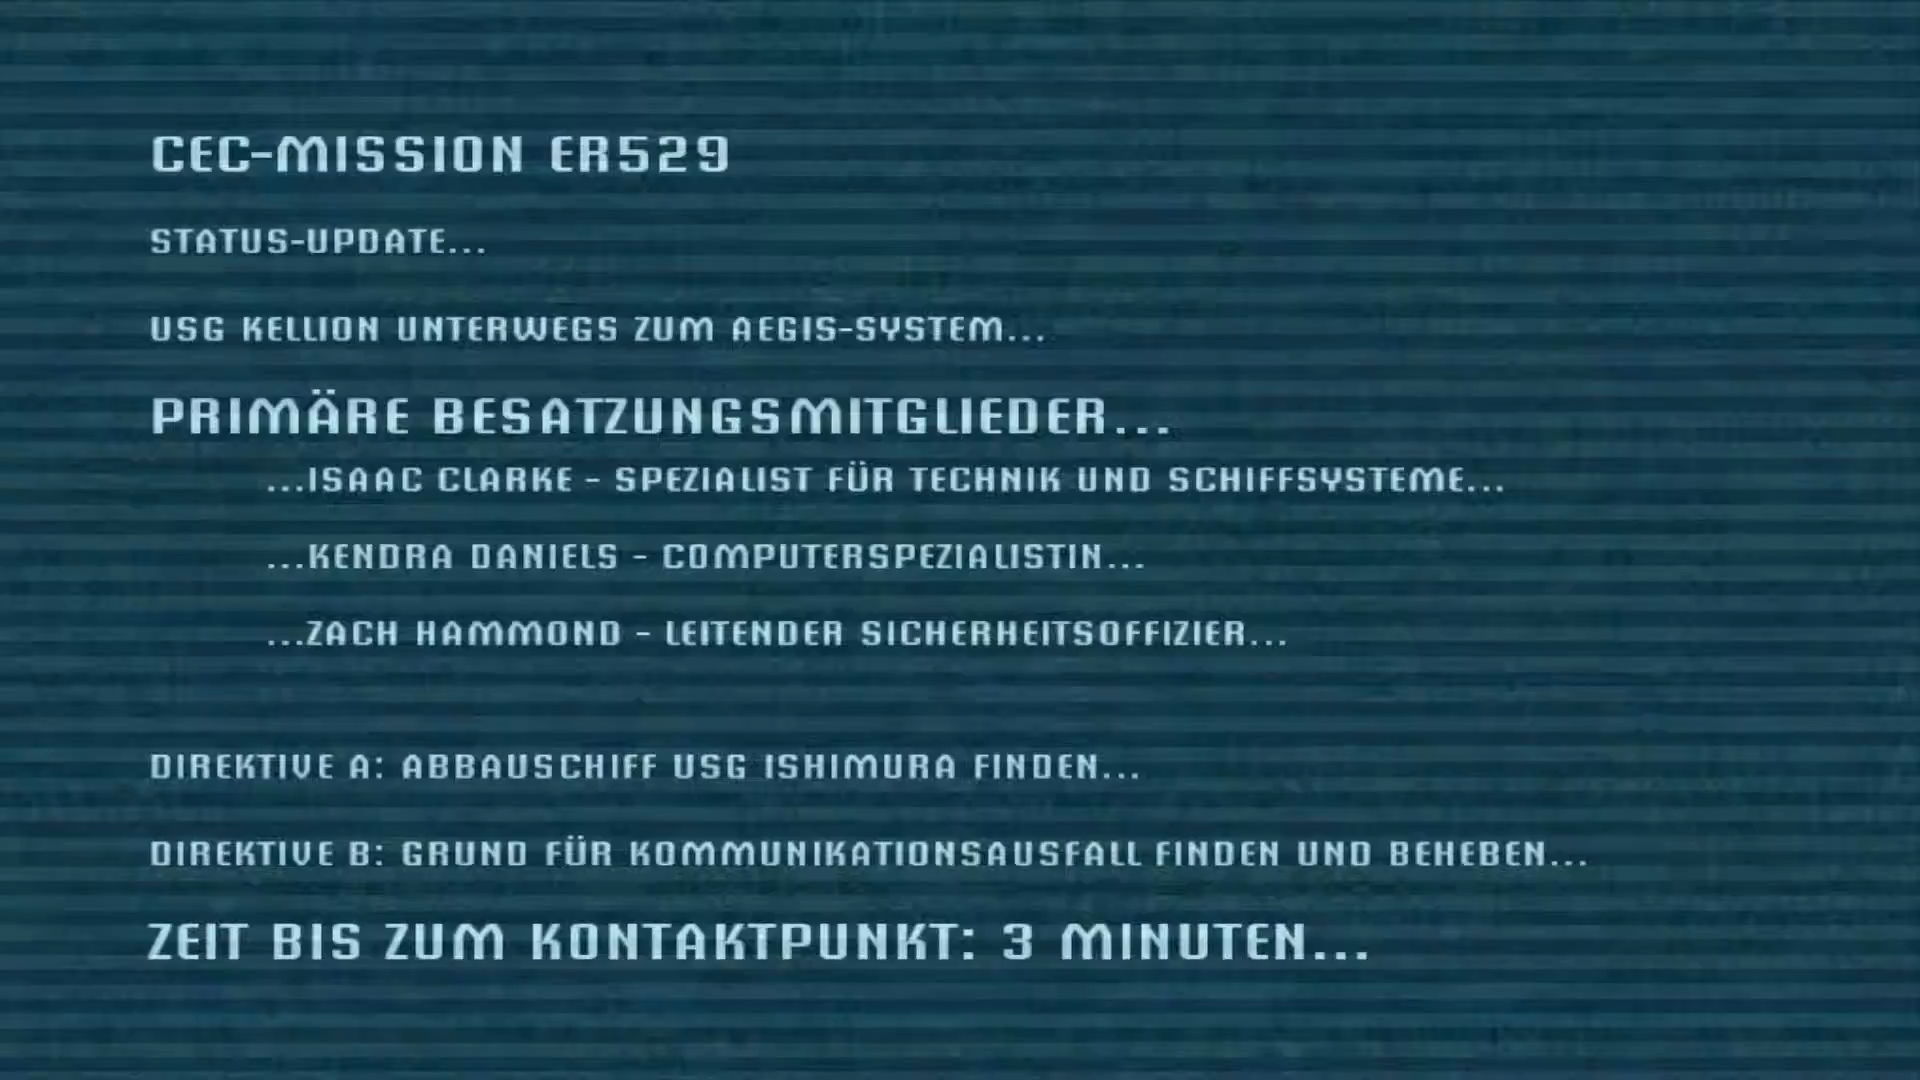 CEC-MISSION ER529
STATUS-UPDATE...
USG KELLION UNTERWEGS ZUM AEGIS-SYSTEM...
PRIMÄRE BESATZUNGSMITGLIEDER...
...ISAAC CLARKE - SPEZIALIST FÜR TECHNIK UND SCHIFFSYSTEME...
...KENDRA DANIELS - COMPUTERSPEZIALISTIN...
...ZACH HAMMOND - LEITENDER SICHERHEITSOFFIZIER...
DIREKTIVE A: ABBAUSCHIFF USG ISHIMURA FINDEN...
DIREKTIVE B: GRUND FÜR KOMMUNIKATIONSAUSFALL FINDEN UND BEHEBEN...
ZEIT BIS ZUM KONTAKTPUNKT: 3 MINUTEN...